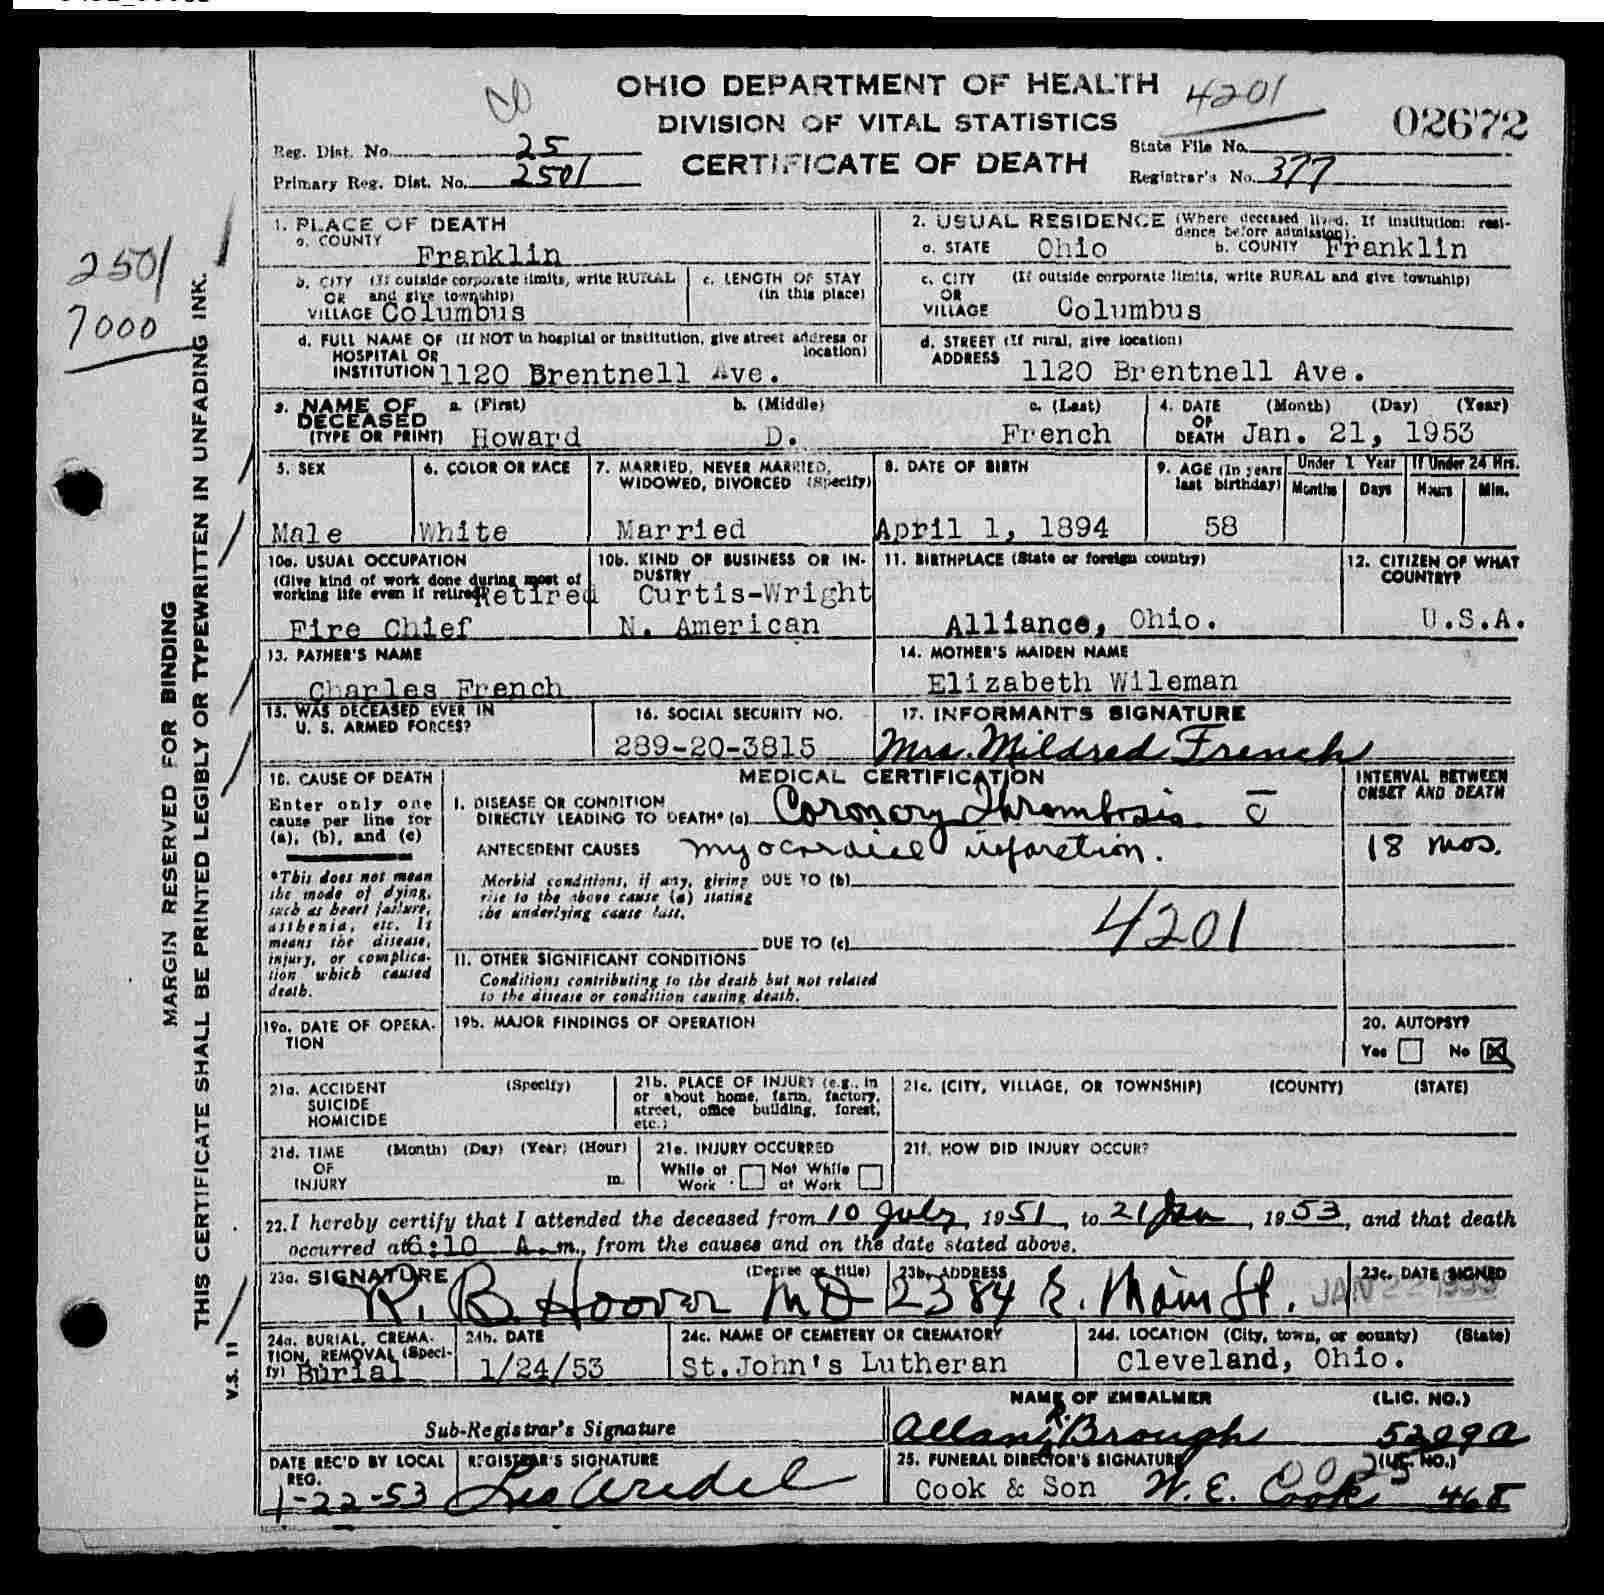 OHIO DEPARTMENT OF HEALTH
DIVISION OF VITAL STATISTICS
CERTIFICATE OF DEATH
4201
02672
Reg. Dist. No. 25
Primary Reg. Dist. No. 2501
State File No.
Registrar's No. 377
2501
7000
MARGIN RESERVED FOR BINDING
THIS CERTIFICATE SHALL BE PRINTED LEGIBLY OR TYPEWRITTEN IN UNFADING INK.
V.S. 11
1. PLACE OF DEATH
a. COUNTY
Franklin
b. CITY (If outside corporate limits, write RURAL
OR and give township)
VILLAGE Columbus
c. LENGTH OF STAY
(in this place)
d. FULL NAME OF (If NOT in hospital or institution, give street address or
HOSPITAL OR location)
INSTITUTION 1120 Brentnell Ave.
2. USUAL RESIDENCE (Where deceased lived. If institution: resi-
dence before admission).
a. STATE Ohio b. COUNTY Franklin
c. CITY (If outside corporate limits, write RURAL and give township)
OR
VILLAGE Columbus
d. STREET (If rural, give location)
ADDRESS 1120 Brentnell Ave.
3. NAME OF DECEASED (TYPE OR PRINT)
a. (First) b. (Middle) c. (Last)
Howard D. French
4. DATE OF DEATH (Month) (Day) (Year)
Jan. 21, 1953
5. SEX
Male
6. COLOR OR RACE
White
7. MARRIED, NEVER MARRIED,
WIDOWED, DIVORCED (Specify)
Married
8. DATE OF BIRTH
April 1, 1894
9. AGE (In years
last birthday)
58
Under 1 Year
Months Days
If Under 24 Hrs.
Hours Min.
10a. USUAL OCCUPATION
(Give kind of work done during most of
working life even if retired) Retired
Fire Chief
10b. KIND OF BUSINESS OR IN-
DUSTRY
Curtis-Wright
N. American
11. BIRTHPLACE (State or foreign country)
Alliance, Ohio.
12. CITIZEN OF WHAT
COUNTRY?
U.S.A.
13. FATHER'S NAME
Charles French
14. MOTHER'S MAIDEN NAME
Elizabeth Wileman
15. WAS DECEASED EVER IN
U. S. ARMED FORCES?
16. SOCIAL SECURITY NO.
289-20-3815
17. INFORMANT'S SIGNATURE
Mrs. Mildred French
18. CAUSE OF DEATH
Enter only one
cause per line for
(a), (b), and (c)
*This does not mean
the mode of dying,
such as heart failure,
asthenia, etc. It
means the disease,
injury, or complica-
tion which caused
death.
MEDICAL CERTIFICATION
INTERVAL BETWEEN
ONSET AND DEATH
I. DISEASE OR CONDITION
DIRECTLY LEADING TO DEATH* (a) Coronary Thrombosis c̄
ANTECEDENT CAUSES myocardial infarction.
18 mos.
Morbid conditions, if any, giving DUE TO (b)
rise to the above cause (a) stating
the underlying cause last.
4201
DUE TO (c)
II. OTHER SIGNIFICANT CONDITIONS
Conditions contributing to the death but not related
to the disease or condition causing death.
19a. DATE OF OPERA-
TION
19b. MAJOR FINDINGS OF OPERATION
20. AUTOPSY?
Yes No
21a. ACCIDENT (Specify)
SUICIDE
HOMICIDE
21b. PLACE OF INJURY (e.g., in
or about home, farm, factory,
street, office building, forest,
etc.)
21c. (CITY, VILLAGE, OR TOWNSHIP) (COUNTY) (STATE)
21d. TIME (Month) (Day) (Year) (Hour)
OF
INJURY m.
21e. INJURY OCCURRED
While at Not While
Work at Work
21f. HOW DID INJURY OCCUR?
22. I hereby certify that I attended the deceased from 10 July, 1951, to 21 Jan, 1953, and that death
occurred at 6:10 A.m., from the causes and on the date stated above.
23a. SIGNATURE (Degree or title)
R. B. Hoover MD
23b. ADDRESS
2384 E. Main St.
23c. DATE SIGNED
24a. BURIAL, CREMA-
TION, REMOVAL (Speci-
fy) Burial
24b. DATE
1/24/53
24c. NAME OF CEMETERY OR CREMATORY
St. John's Lutheran
24d. LOCATION (City, town, or county) (State)
Cleveland, Ohio.
Sub-Registrar's Signature
NAME OF EMBALMER (LIC. NO.)
Allan R. Brough 5209A
DATE REC'D BY LOCAL
REG.
1-22-53
REGISTRAR'S SIGNATURE
25. FUNERAL DIRECTOR'S SIGNATURE (LIC. NO.)
Cook & Son W. E. Cook